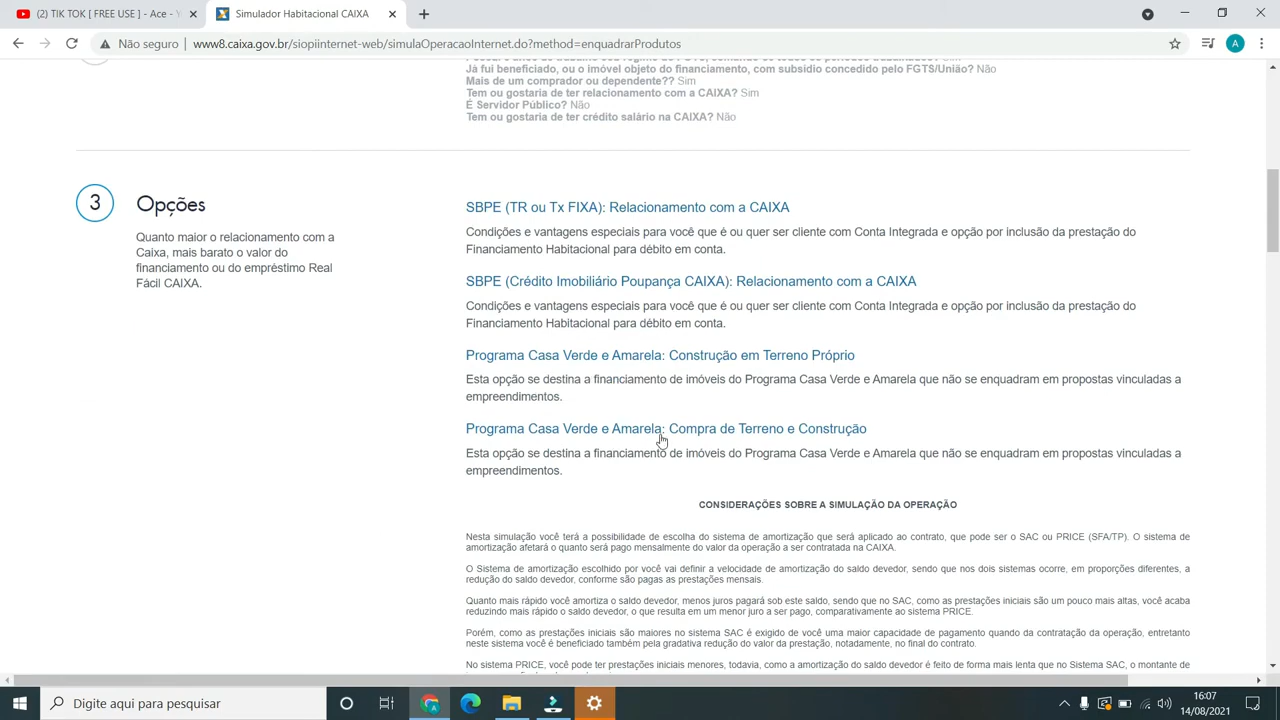 (2) TIK TOK [ FREE USE ] - Ace - Y
Simulador Habitacional CAIXA
Não seguro
www8.caixa.gov.br/siopiinternet-web/simulaOperacaoInternet.do?method=enquadrarProdutos
A
Já fui beneficiado, ou o imóvel objeto do financiamento, com subsídio concedido pelo FGTS/União? Não
Mais de um comprador ou dependente?? Sim
Tem ou gostaria de ter relacionamento com a CAIXA? Sim
É Servidor Público? Não
Tem ou gostaria de ter crédito salário na CAIXA? Não
3
Opções
Quanto maior o relacionamento com a
Caixa, mais barato o valor do
financiamento ou do empréstimo Real
Fácil CAIXA.
SBPE (TR ou Tx FIXA): Relacionamento com a CAIXA
Condições e vantagens especiais para você que é ou quer ser cliente com Conta Integrada e opção por inclusão da prestação do
Financiamento Habitacional para débito em conta.
SBPE (Crédito Imobiliário Poupança CAIXA): Relacionamento com a CAIXA
Condições e vantagens especiais para você que é ou quer ser cliente com Conta Integrada e opção por inclusão da prestação do
Financiamento Habitacional para débito em conta.
Programa Casa Verde e Amarela: Construção em Terreno Próprio
Esta opção se destina a financiamento de imóveis do Programa Casa Verde e Amarela que não se enquadram em propostas vinculadas a
empreendimentos.
Programa Casa Verde e Amarela: Compra de Terreno e Construção
Esta opção se destina a financiamento de imóveis do Programa Casa Verde e Amarela que não se enquadram em propostas vinculadas a
empreendimentos.
CONSIDERAÇÕES SOBRE A SIMULAÇÃO DA OPERAÇÃO
Nesta simulação você terá a possibilidade de escolha do sistema de amortização que será aplicado ao contrato, que pode ser o SAC ou PRICE (SFA/TP). O sistema de
amortização afetará o quanto será pago mensalmente do valor da operação a ser contratada na CAIXA.
O Sistema de amortização escolhido por você vai definir a velocidade de amortização do saldo devedor, sendo que nos dois sistemas ocorre, em proporções diferentes, a
redução do saldo devedor, conforme são pagas as prestações mensais.
Quanto mais rápido você amortiza o saldo devedor, menos juros pagará sob este saldo, sendo que no SAC, como as prestações iniciais são um pouco mais altas, você acaba
reduzindo mais rápido o saldo devedor, o que resulta em um menor juro a ser pago, comparativamente ao sistema PRICE.
Porém, como as prestações iniciais são maiores no sistema SAC é exigido de você uma maior capacidade de pagamento quando da contratação da operação, entretanto
neste sistema você é beneficiado também pela gradativa redução do valor da prestação, notadamente, no final do contrato.
No sistema PRICE, você pode ter prestações iniciais menores, todavia, como a amortização do saldo devedor é feito de forma mais lenta que no Sistema SAC, o montante de
Digite aqui para pesquisar
16:07
14/08/2021